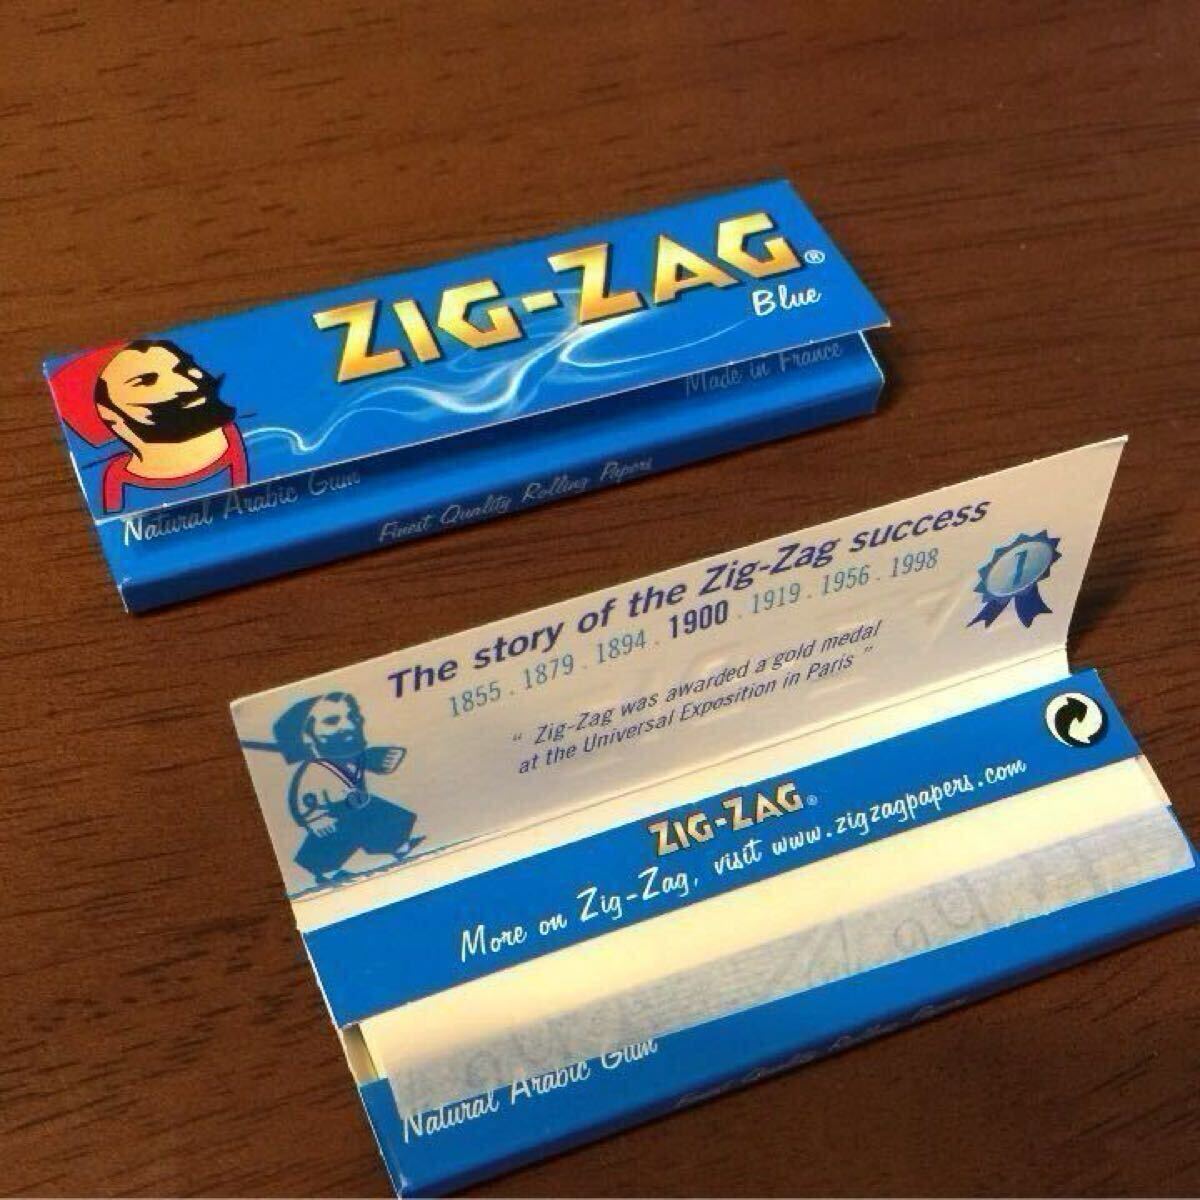 ZIG-ZAG®
Blue
Made in France
Natural Arabic Gum
Finest Quality Rolling Papers
The story of the Zig-Zag success
1855 . 1879 . 1894 . 1900 . 1919 . 1956 . 1998
1
" Zig-Zag was awarded a gold medal
at the Universal Exposition in Paris "
ZIG-ZAG®
More on Zig-Zag, visit www.zigzagpapers.com
Natural Arabic Gum